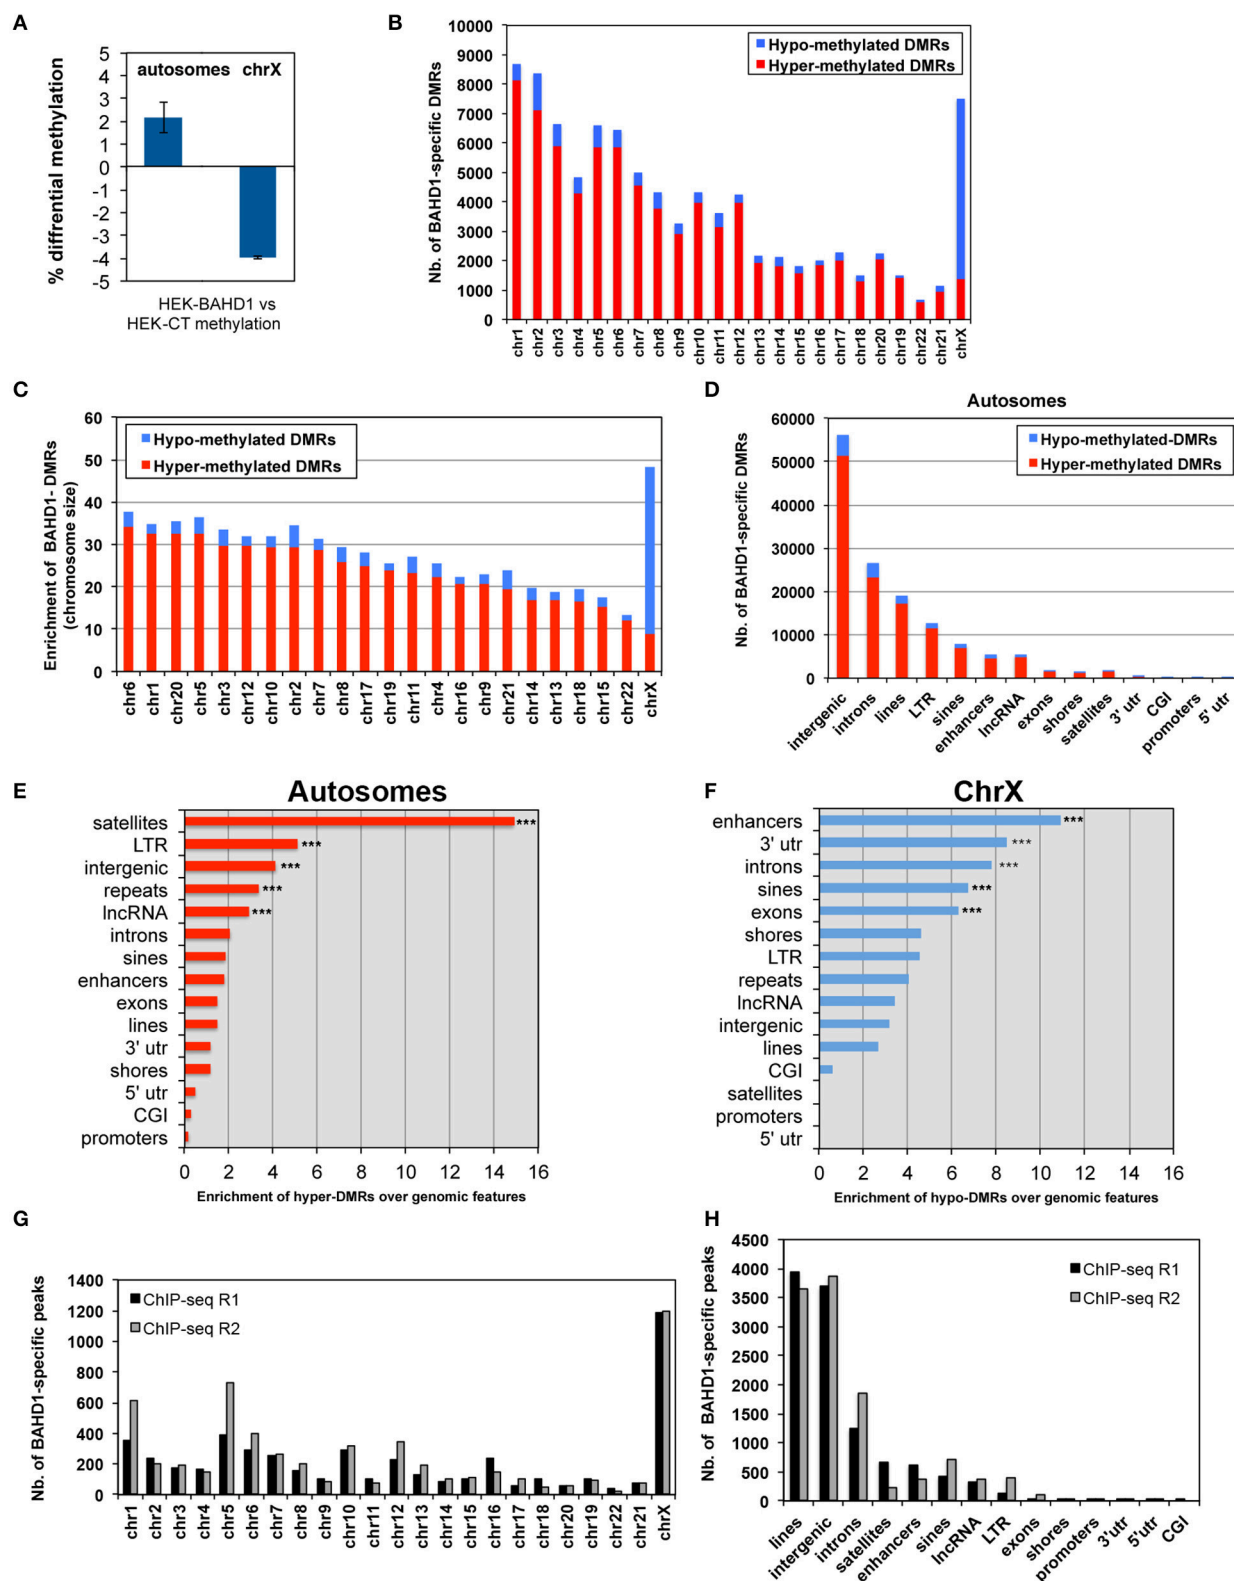 A
% diffrential methylation
5
4
3
2
1
0
-1
-2
-3
-4
-5
autosomes chrX
HEK-BAHD1 vs
HEK-CT methylation
B
Nb. of BAHD1-specific DMRs
10000
9000
8000
7000
6000
5000
4000
3000
2000
1000
0
Hypo-methylated DMRs
Hyper-methylated DMRs
chr1
chr2
chr3
chr4
chr5
chr6
chr7
chr8
chr9
chr10
chr11
chr12
chr13
chr14
chr15
chr16
chr17
chr18
chr20
chr19
chr22
chr21
chrX
C
Enrichment of BAHD1- DMRs
(chromosome size)
60
50
40
30
20
10
0
Hypo-methylated DMRs
Hyper-methylated DMRs
chr6
chr1
chr20
chr5
chr3
chr12
chr10
chr2
chr7
chr8
chr17
chr19
chr11
chr4
chr16
chr9
chr21
chr14
chr13
chr18
chr15
chr22
chrX
D
Autosomes
Nb. of BAHD1-specific DMRs
60000
50000
40000
30000
20000
10000
0
Hypo-methylated-DMRs
Hyper-methylated DMRs
intergenic
introns
lines
LTR
sines
enhancers
lncRNA
exons
shores
satellites
3' utr
CGI
promoters
5' utr
E
Autosomes
satellites
LTR
intergenic
repeats
lncRNA
introns
sines
enhancers
exons
lines
3' utr
shores
5' utr
CGI
promoters
***
***
***
***
***
0 2 4 6 8 10 12 14 16
Enrichment of hyper-DMRs over genomic features
F
ChrX
enhancers
3' utr
introns
sines
exons
shores
LTR
repeats
lncRNA
intergenic
lines
CGI
satellites
promoters
5' utr
***
***
***
***
***
0 2 4 6 8 10 12 14 16
Enrichment of hypo-DMRs over genomic features
G
Nb. of BAHD1-specific peaks
1400
1200
1000
800
600
400
200
0
ChIP-seq R1
ChIP-seq R2
chr1
chr2
chr3
chr4
chr5
chr6
chr7
chr8
chr9
chr10
chr11
chr12
chr13
chr14
chr15
chr16
chr17
chr18
chr20
chr19
chr22
chr21
chrX
H
Nb. of BAHD1-specific peaks
4500
4000
3500
3000
2500
2000
1500
1000
500
0
ChIP-seq R1
ChIP-seq R2
lines
intergenic
introns
satellites
enhancers
sines
lncRNA
LTR
exons
shores
promoters
3'utr
5'utr
CGI